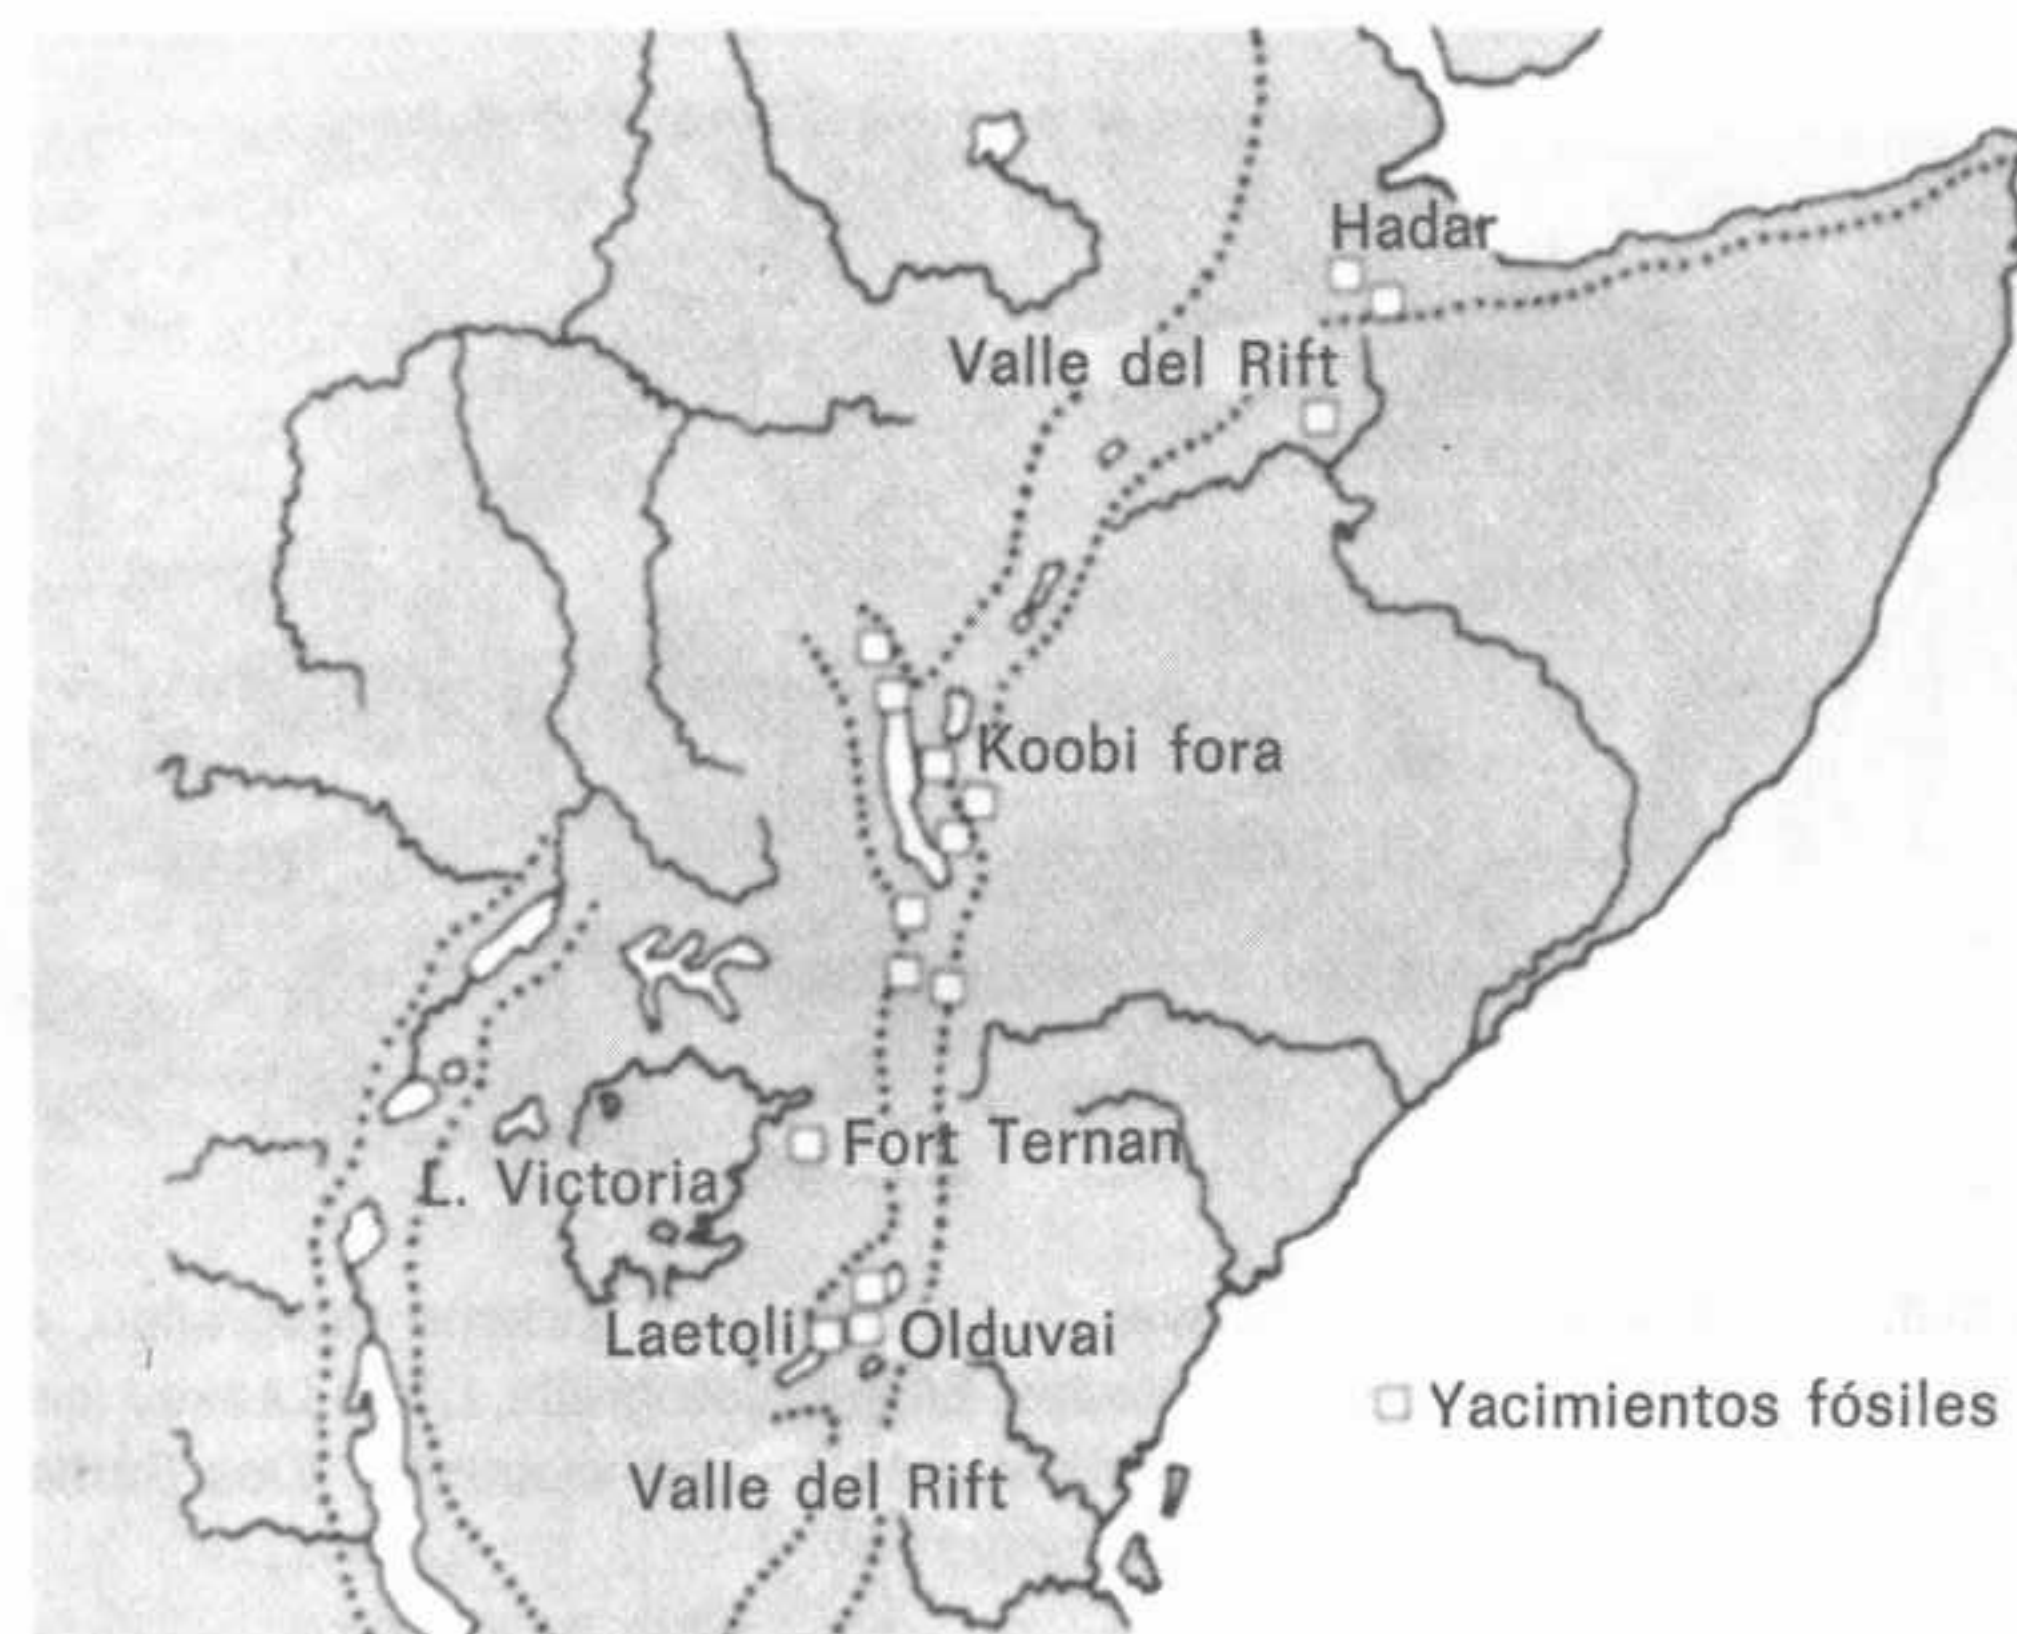 Hadar
Valle del Rift
Koobi fora
Fort Ternan
L. Victoria
Laetoli
Olduvai
Yacimientos fósiles
Valle del Rift